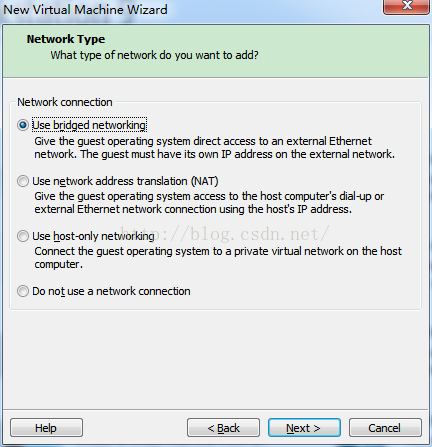 New Virtual Machine Wizard
Network Type
What type of network do you want to add?
Network connection
Use bridged networking
Give the guest operating system direct access to an external Ethernet
network. The guest must have its own IP address on the external network.
Use network address translation (NAT)
Give the guest operating system access to the host computer's dial-up or
external Ethernet network connection using the host's IP address.
Use host-only networking
http://blog.csdn.net/
Connect the guest operating system to a private virtual network on the host
computer.
Do not use a network connection
Help
< Back
Next >
Cancel